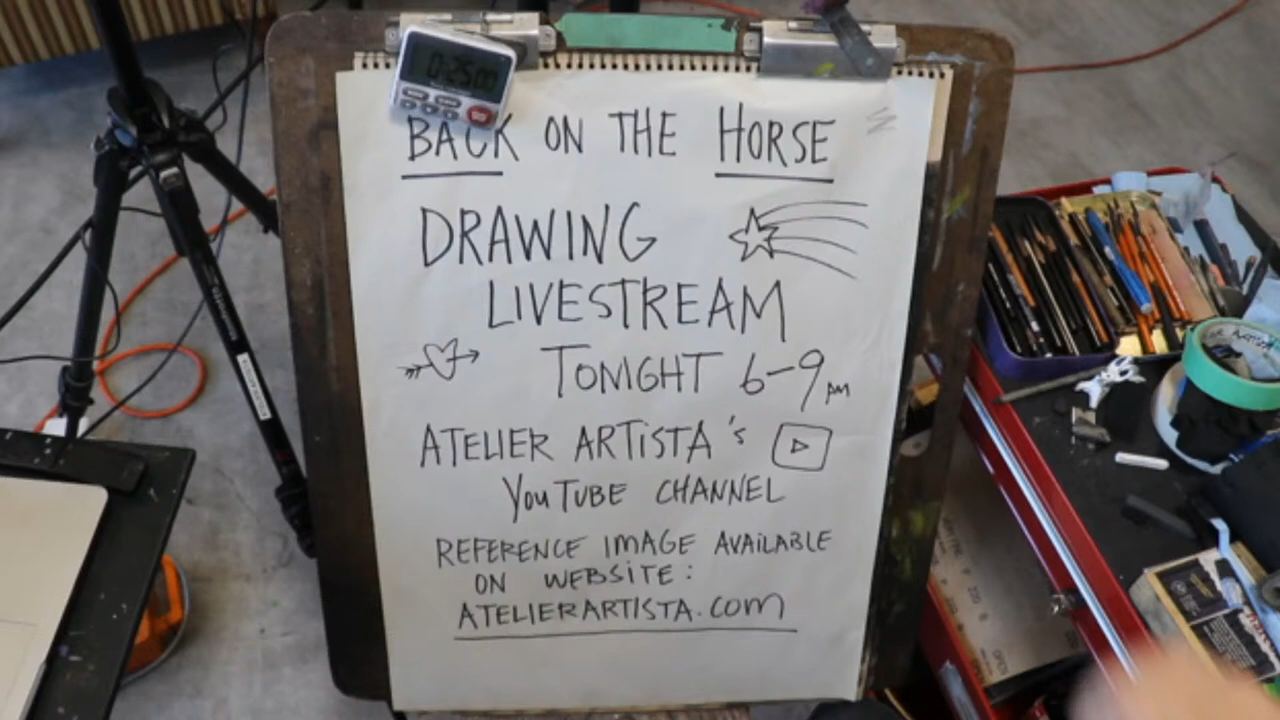 0:25 00
BACK ON THE HORSE
DRAWING
LIVESTREAM
TONIGHT 6-9pm
ATELIER ARTISTA's
YOUTUBE CHANNEL
REFERENCE IMAGE AVAILABLE
ON WEBSITE:
ATELIERARTISTA.COM